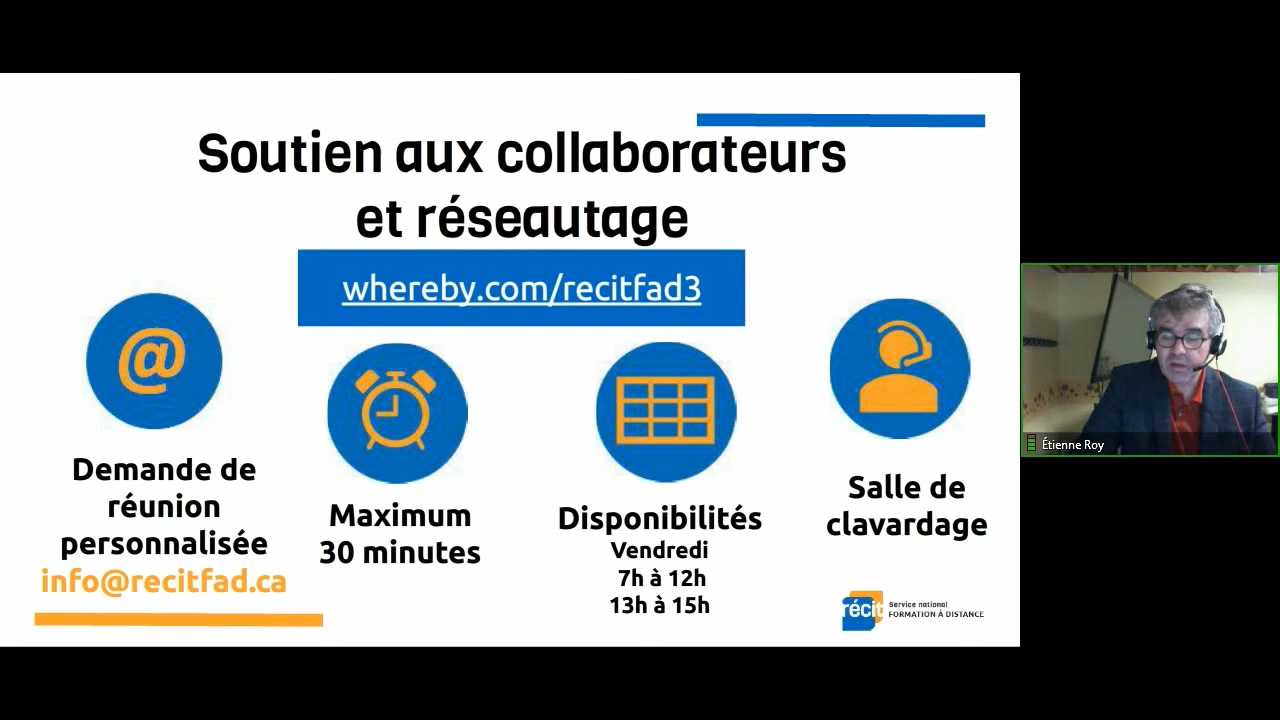 Soutien aux collaborateurs
et réseautage
whereby.com/recitfad3
@
Demande de
réunion
personnalisée
info@recitfad.ca
Maximum
30 minutes
Disponibilités
Vendredi
7h à 12h
13h à 15h
Salle de
clavardage
récit
Service national
FORMATION À DISTANCE
Étienne Roy